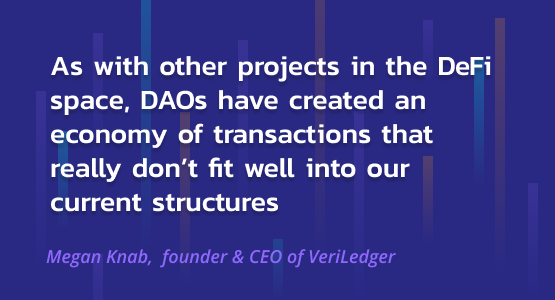 As with other projects in the DeFi
space, DAOs have created an
economy of transactions that
really don't fit well into our
current structures
Megan Knab, founder & CEO of VeriLedger